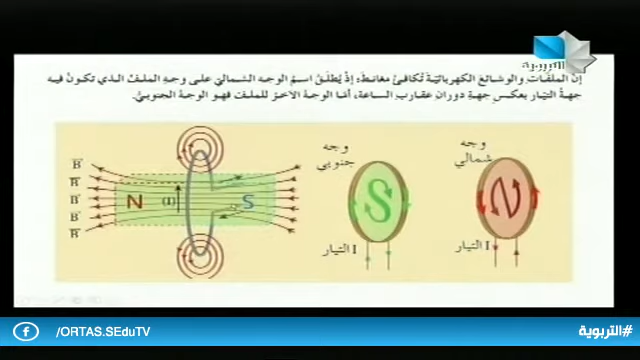 التربوية
إن الملفات والوشائع الكهربائية تكافئ مغانط، إذ يُطلق اسم الوجه الشمالي على وجه الملف الذي تكون فيه
جهة التيار بعكس جهة دوران عقارب الساعة، أما الوجه الآخر للملف فهو الوجه الجنوبي.
B
B
B
B
B
N
(I)
S
وجه
جنوبي
S
I التيار
وجه
شمالي
N
I التيار
/ORTAS.SEduTV
#التربوية